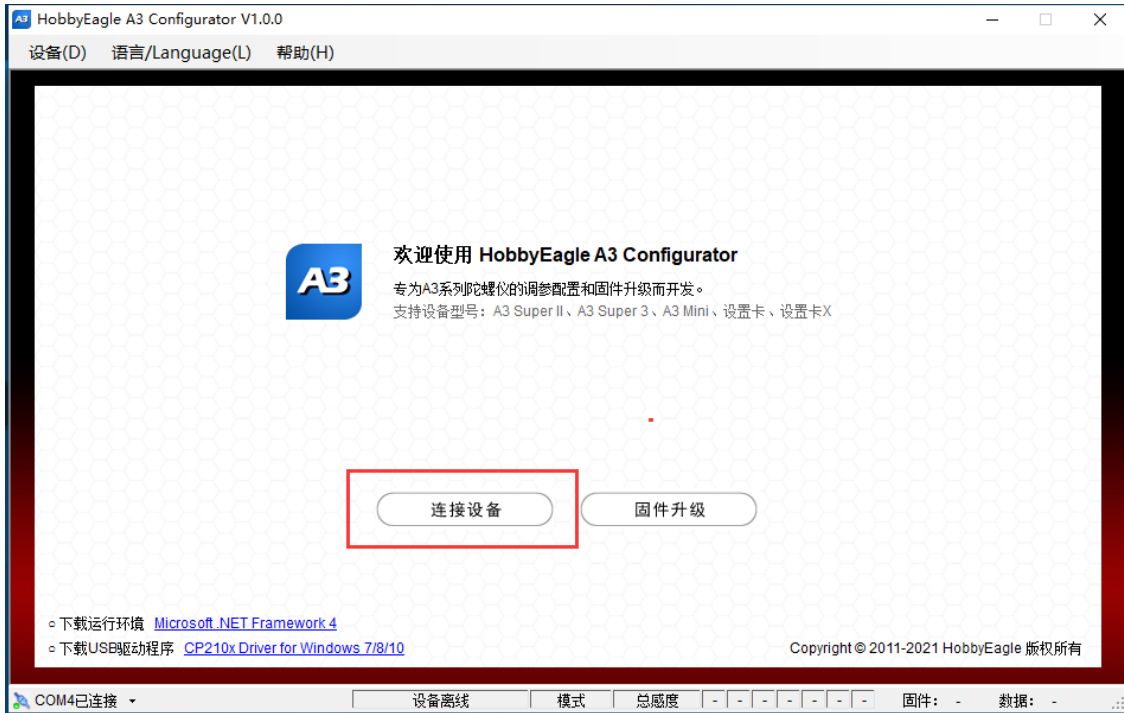 A3 HobbyEagle A3 Configurator V1.0.0
设备(D) 语言/Language(L) 帮助(H)
A3
欢迎使用 HobbyEagle A3 Configurator
专为A3系列陀螺仪的调参配置和固件升级而开发。
支持设备型号：A3 Super II、A3 Super 3、A3 Mini、设置卡、设置卡X
连接设备 固件升级
○下载运行环境 Microsoft .NET Framework 4
○下载USB驱动程序 CP210x Driver for Windows 7/8/10
Copyright © 2011-2021 HobbyEagle 版权所有
COM4已连接 设备离线 模式 总感度 - - - - - - - 固件： - 数据： -